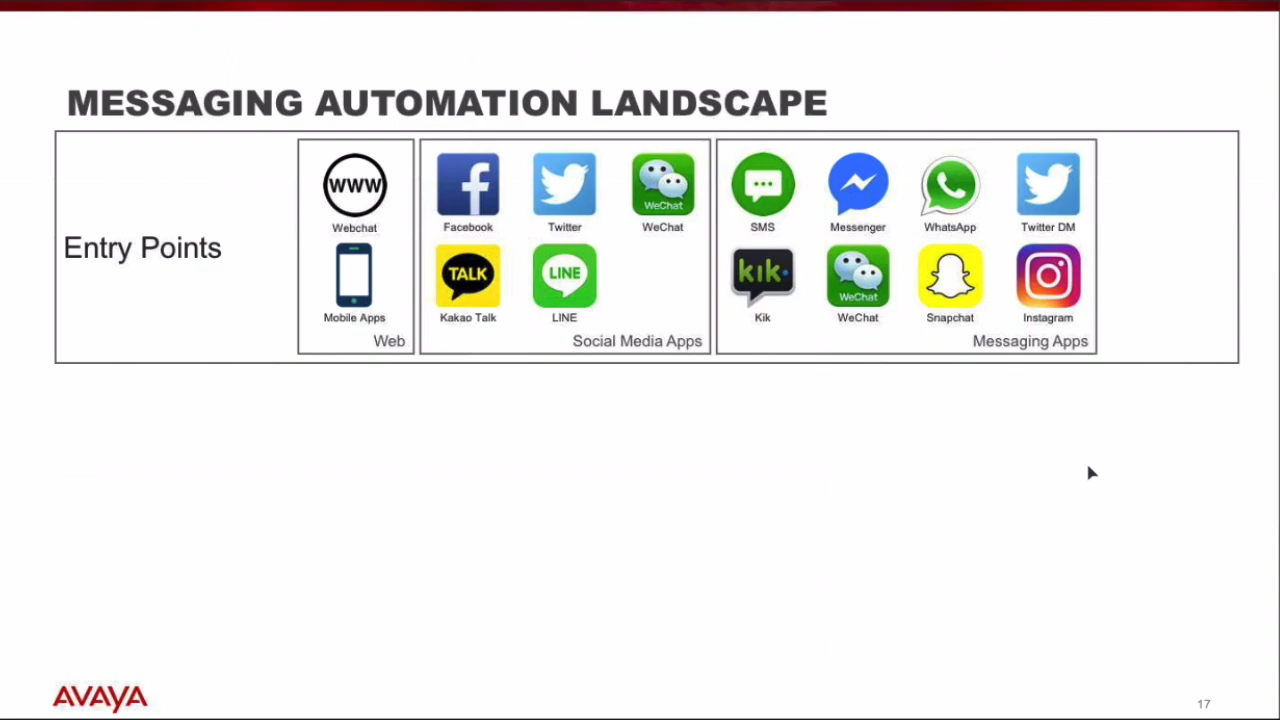 MESSAGING AUTOMATION LANDSCAPE
Entry Points
WWW
Webchat
Mobile Apps
Web
f
Facebook
Twitter
WeChat
WeChat
TALK
Kakao Talk
LINE
LINE
Social Media Apps
SMS
Messenger
WhatsApp
Twitter DM
kik
Kik
WeChat
WeChat
Snapchat
Instagram
Messaging Apps
AVAYA
17